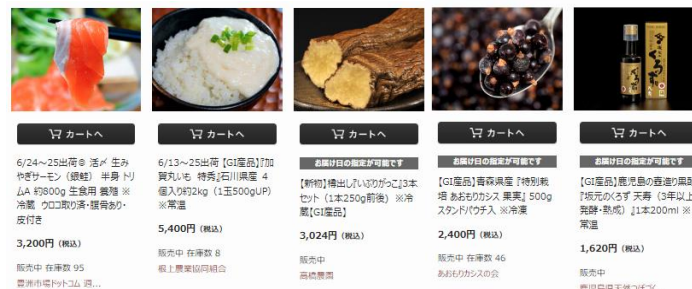 カートへ
6/24～25出荷◎ 活〆 生み
やぎサーモン（銀鮭） 半身 トリ
ムA 約800g 生食用 養殖 ※
冷蔵 ウロコ取り済・腹骨あり・
皮付き
3,200円（税込）
販売中 在庫数 95
豊洲市場ドットコム
カートへ
6/13～25出荷 【GI産品】『加
賀丸いも 特秀』石川県産 4
個入り約2kg（1玉500gUP）
※常温
5,400円（税込）
販売中 在庫数 8
根上農業協同組合
カートへ
お届け日の指定が可能です
【新物】樽出し『いぶりがっこ』3本
セット（1本250g前後） ※冷
蔵【GI産品】
3,024円（税込）
販売中
高橋農園
カートへ
お届け日の指定が可能です
【GI産品】青森県産 『特別栽
培 あおもりカシス 果実』 500g
スタンドパウチ入 ※冷凍
2,400円（税込）
販売中 在庫数 46
あおもりカシスの会
カートへ
お届け日の指定が可能です
【GI産品】鹿児島の壺造り黒酢
『坂元のくろず 天寿（3年以上
発酵・熟成）』1本200ml ※
常温
1,620円（税込）
販売中